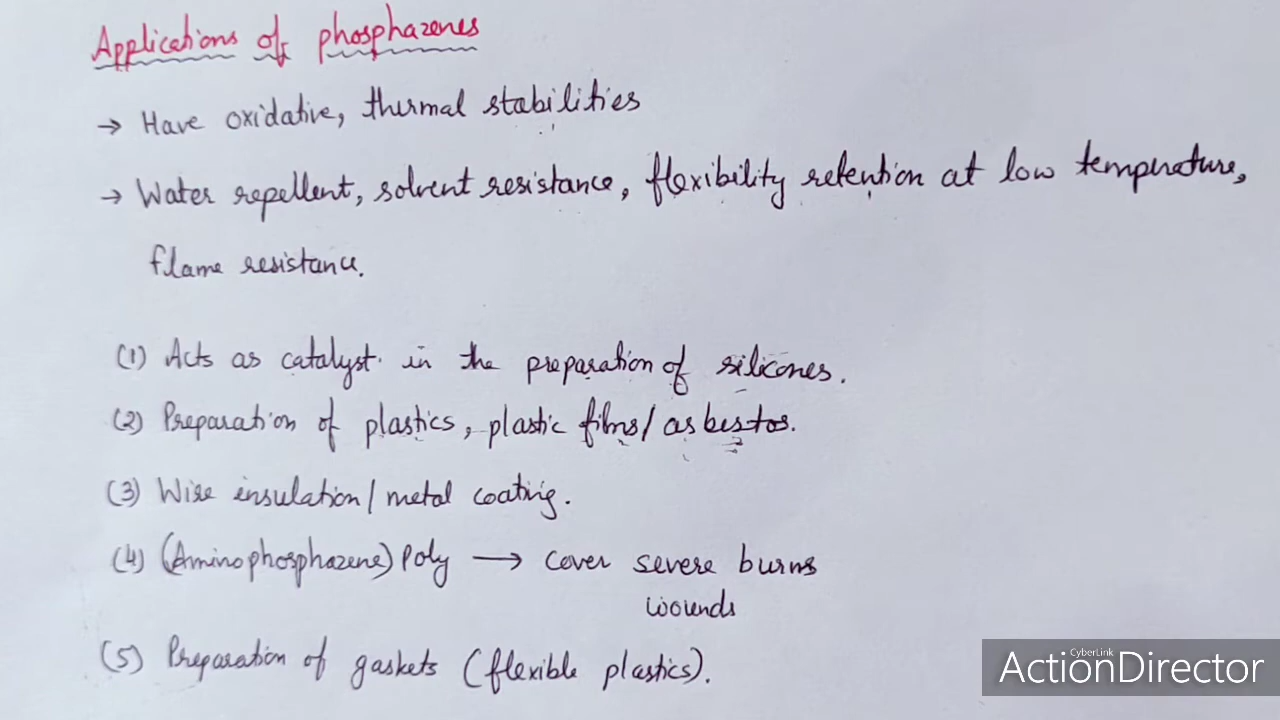 Applications of phosphazenes
→ Have oxidative, thermal stabilities
→ Water repellent, solvent resistance, flexibility retention at low temperature,
flame resistance.
(1) Acts as catalyst in the preparation of silicones.
(2) Preparation of plastics, plastic films/asbestos.
(3) Wire insulation/metal coating.
(4) (Aminophosphazene) Poly → cover severe burns
wounds
(5) Preparation of gaskets (flexible plastics).
CyberLink
ActionDirector